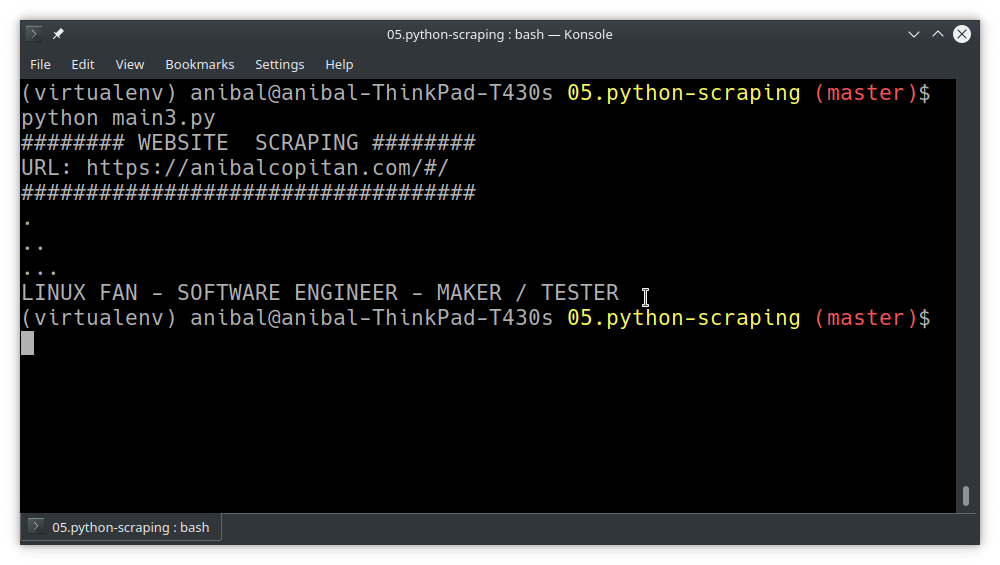 05.python-scraping : bash — Konsole
File Edit View Bookmarks Settings Help
(virtualenv) anibal@anibal-ThinkPad-T430s 05.python-scraping (master)$
python main3.py
######## WEBSITE  SCRAPING ########
URL: https://anibalcopitan.com/#/
###################################
.
..
...
LINUX FAN - SOFTWARE ENGINEER - MAKER / TESTER
(virtualenv) anibal@anibal-ThinkPad-T430s 05.python-scraping (master)$
05.python-scraping : bash